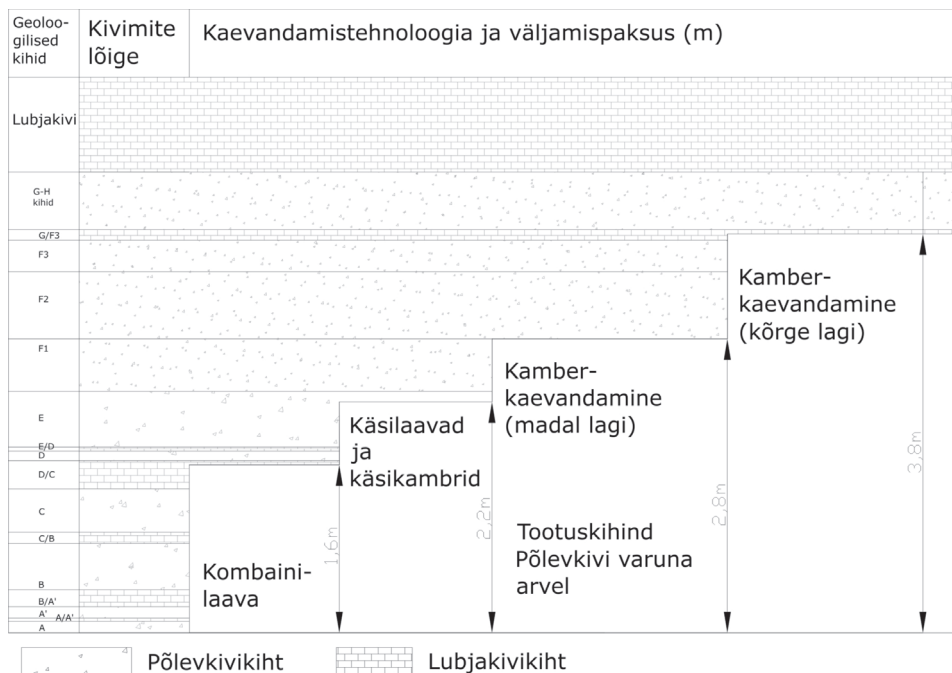 Geoloo-
gilised
kihid
Kivimite
lõige
Kaevandamistehnoloogia ja väljamispaksus (m)
Lubjakivi
G-H
kihid
G/F3
F3
F2
F1
E
E/D
D
D/C
C
C/B
B
B/A'
A'
A/A'
A
Kombaini-
laava
1,6m
Käsilaavad
ja
käsikambrid
2,2m
Kamber-
kaevandamine
(madal lagi)
Tootuskihind
Põlevkivi varuna
arvel
2,8m
Kamber-
kaevandamine
(kõrge lagi)
3,8m
Põlevkivikiht
Lubjakivikiht